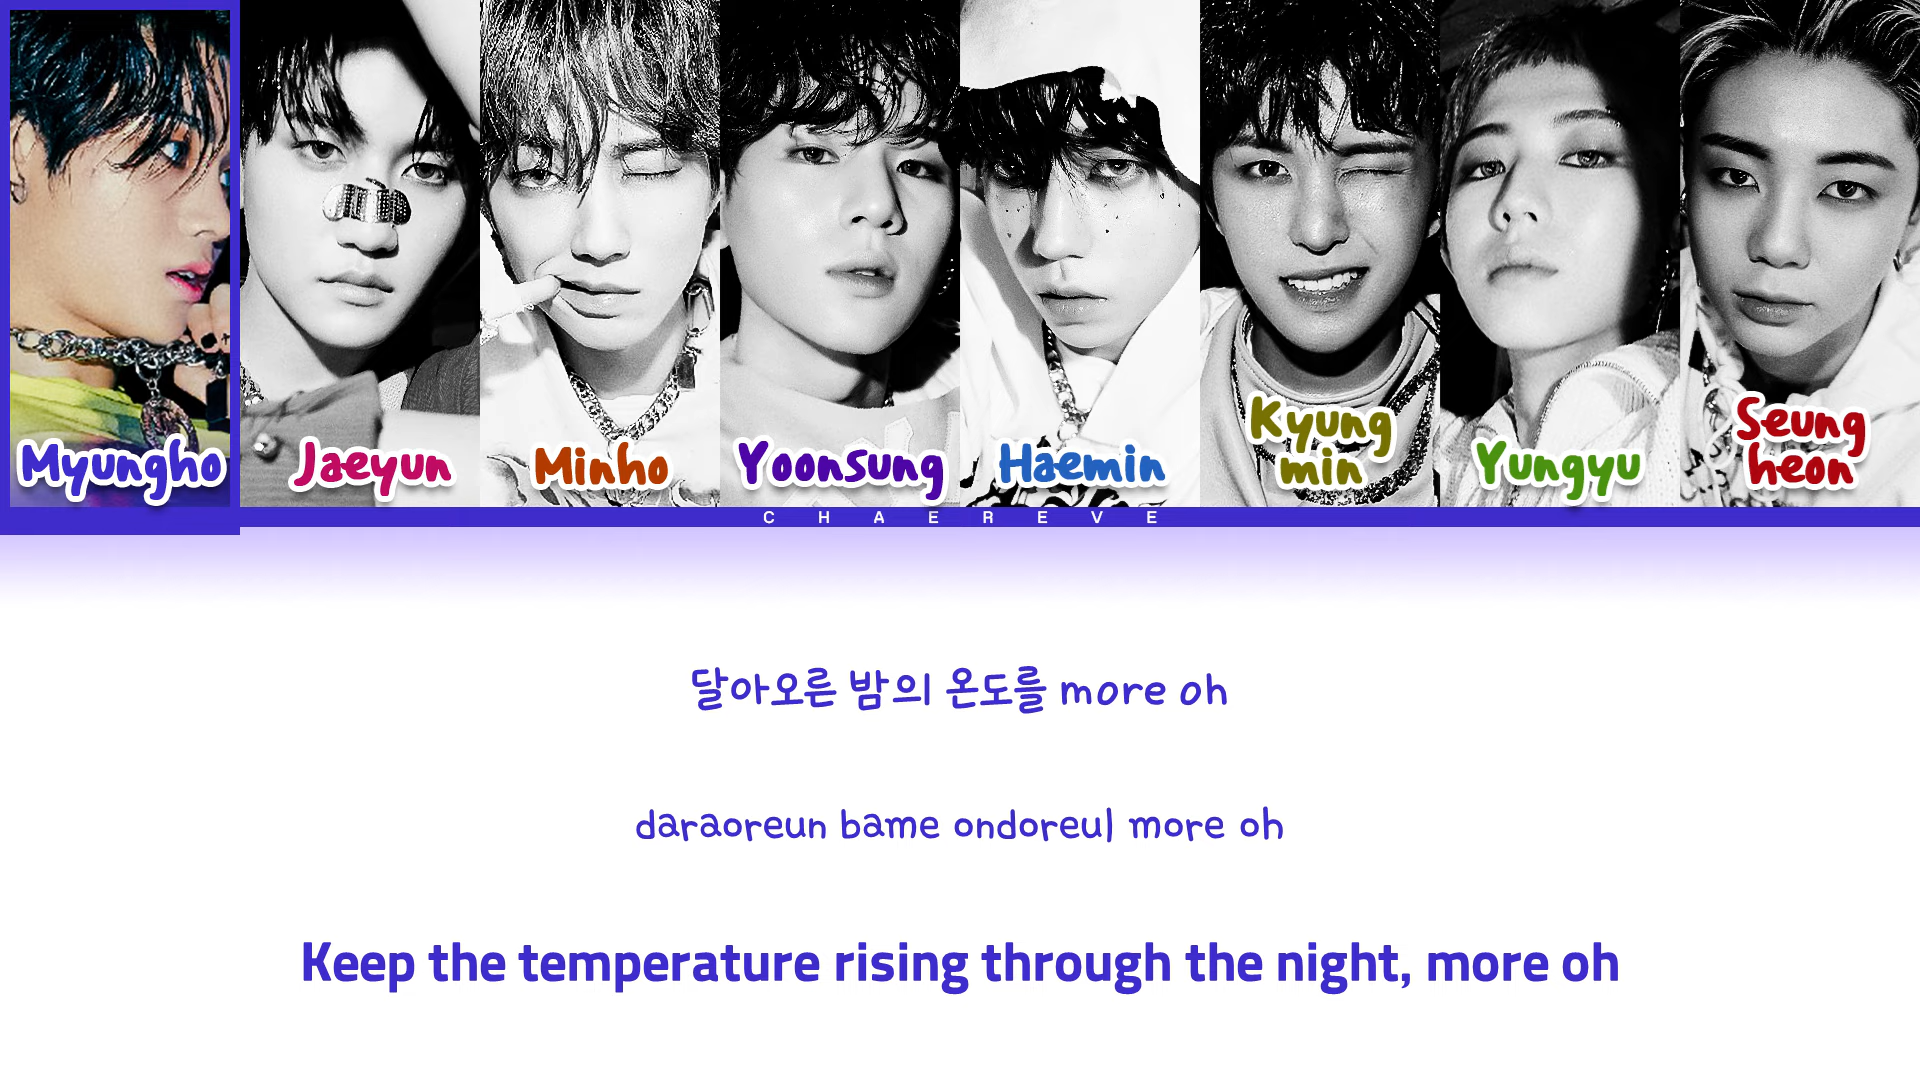 Myungho
Jaeyun
Minho
Yoonsung
Haemin
Kyung
min
Yungyu
Seung
heon
CHAEREVE
달아오른 밤의 온도를 more oh
daraoreun bame ondoreul more oh
Keep the temperature rising through the night, more oh